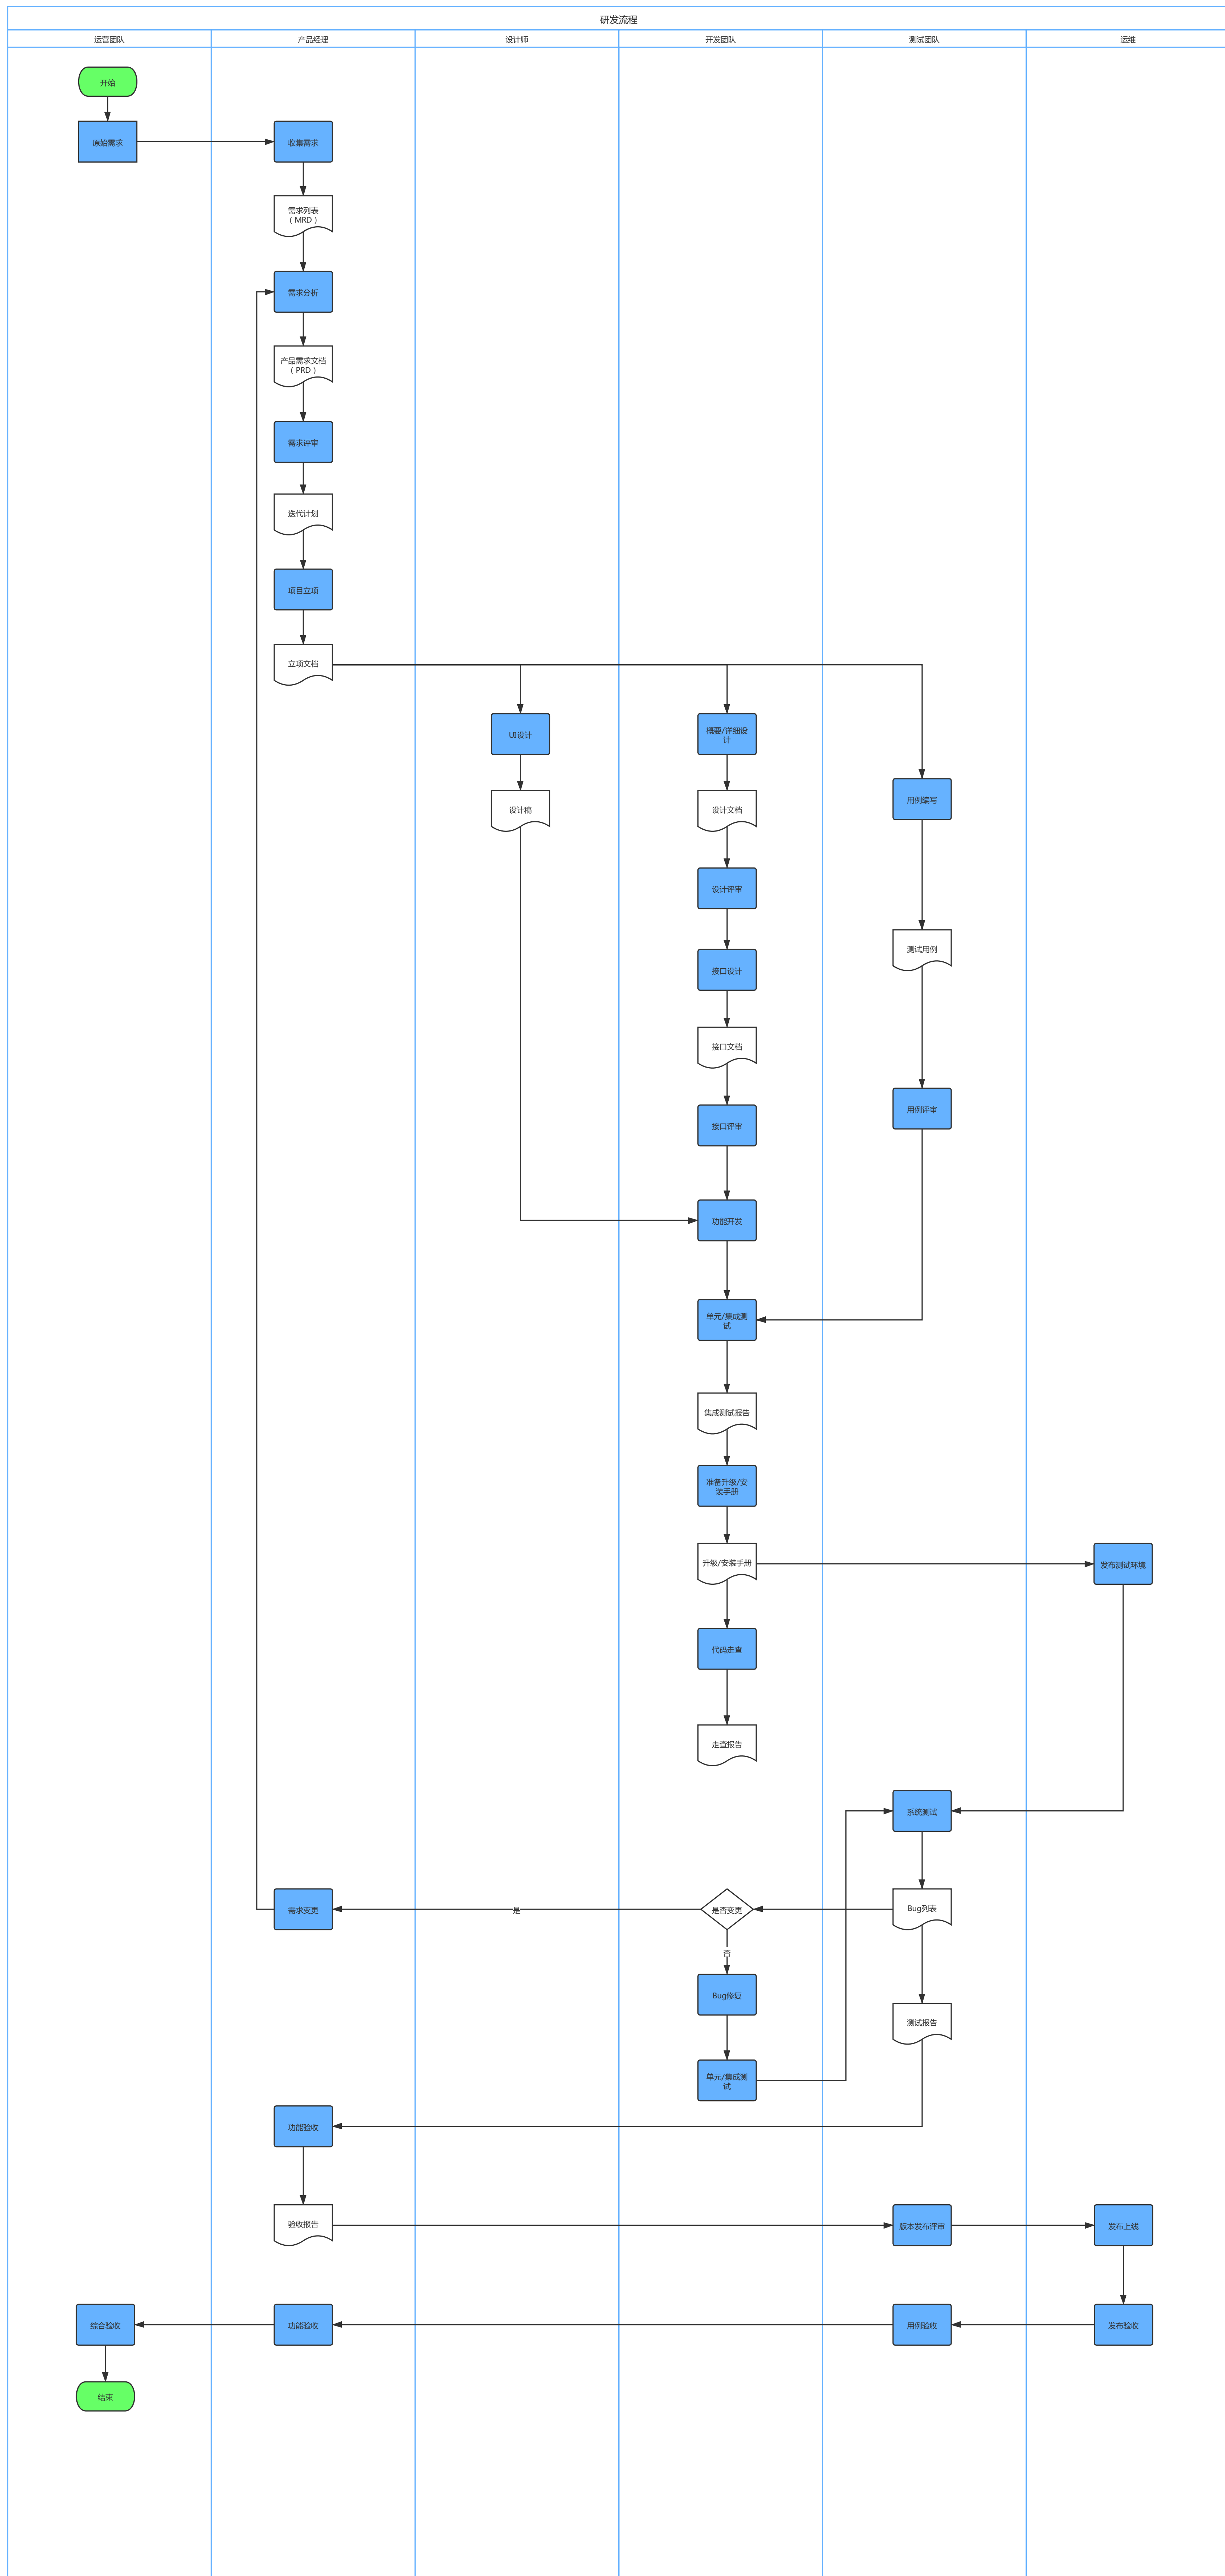 研发流程
运营团队
产品经理
设计师
开发团队
测试团队
运维
开始
原始需求
收集需求
需求列表
（MRD）
需求分析
产品需求文档
（PRD）
需求评审
迭代计划
项目立项
立项文档
UI设计
概要/详细设
计
用例编写
设计稿
设计文档
设计评审
测试用例
接口设计
接口文档
用例评审
接口评审
功能开发
单元/集成测
试
集成测试报告
准备升级/安
装手册
升级/安装手册
发布测试环境
代码走查
走查报告
系统测试
需求变更
是
是否变更
Bug列表
否
Bug修复
测试报告
单元/集成测
试
功能验收
验收报告
版本发布评审
发布上线
综合验收
功能验收
用例验收
发布验收
结束